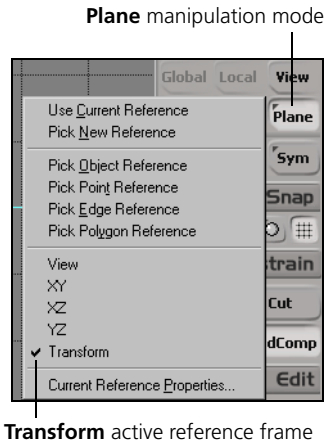 Plane manipulation mode
Global Local View
Use Current Reference
Plane
Pick New Reference
Sym
Pick Object Reference
Pick Point Reference
Snap
Pick Edge Reference
Pick Polygon Reference
View
strain
XY
XZ
Cut
YZ
Transform
dComp
Current Reference Properties...
Edit
Transform active reference frame